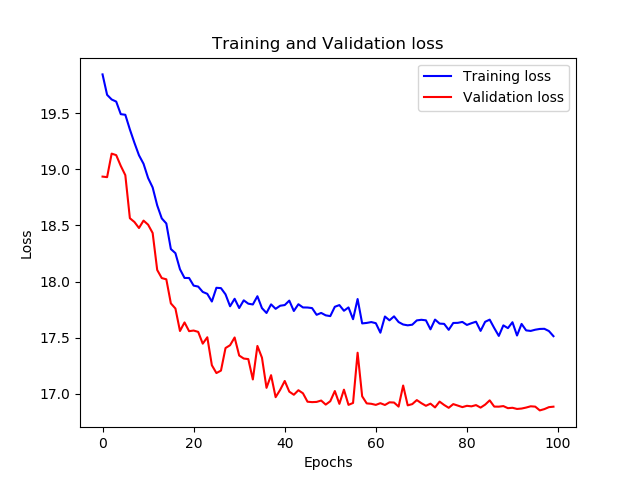 Training and Validation loss
Training loss
Validation loss
19.5
19.0
18.5
18.0
17.5
17.0
Loss
0
20
40
60
80
100
Epochs